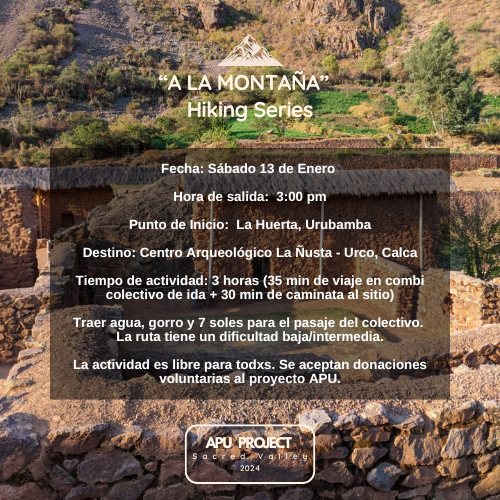 “A LA MONTAÑA”
Hiking Series
Fecha: Sábado 13 de Enero
Hora de salida:  3:00 pm
Punto de Inicio:  La Huerta, Urubamba
Destino: Centro Arqueológico La Ñusta - Urco, Calca
Tiempo de actividad: 3 horas (35 min de viaje en combi
colectivo de ida + 30 min de caminata al sitio)
Traer agua, gorro y 7 soles para el pasaje del colectivo.
La ruta tiene un dificultad baja/intermedia.
La actividad es libre para todxs. Se aceptan donaciones
voluntarias al proyecto APU.
APU PROJECT
Sacred Valley
2024